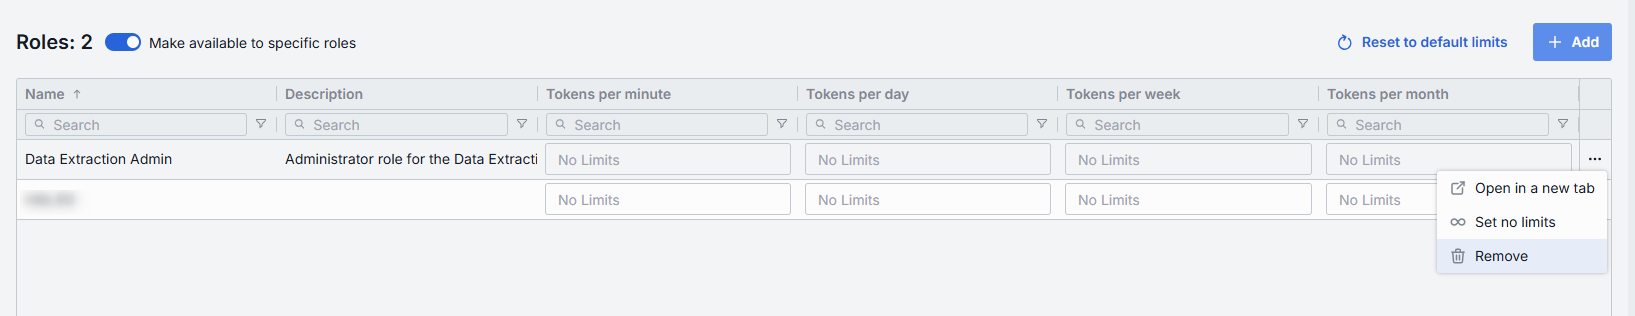 Roles: 2 Make available to specific roles Reset to default limits Add
Name Description Tokens per minute Tokens per day Tokens per week Tokens per month
Search Search Search Search Search Search
Data Extraction Admin Administrator role for the Data Extracti No Limits No Limits No Limits No Limits ...
No Limits No Limits No Limits No Limits
Open in a new tab
Set no limits
Remove